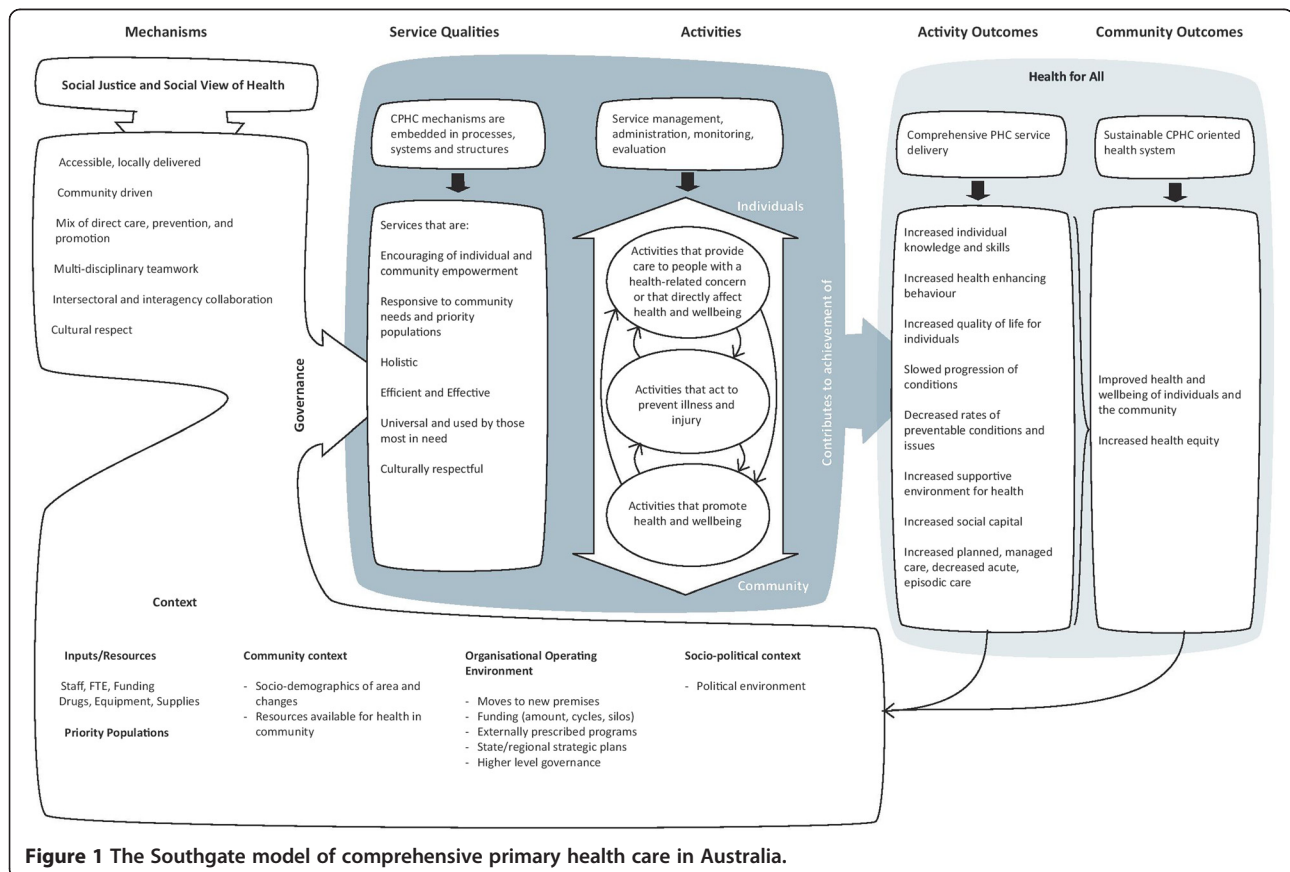 Mechanisms
Service Qualities
Activities
Activity Outcomes
Community Outcomes
Social Justice and Social View of Health
Accessible, locally delivered
Community driven
Mix of direct care, prevention, and
promotion
Multi-disciplinary teamwork
Intersectoral and interagency collaboration
Cultural respect
Governance
CPHC mechanisms are
embedded in processes,
systems and structures
Services that are:
Encouraging of individual and
community empowerment
Responsive to community
needs and priority
populations
Holistic
Efficient and Effective
Universal and used by those
most in need
Culturally respectful
Service management,
administration, monitoring,
evaluation
Individuals
Activities that provide
care to people with a
health-related concern
or that directly affect
health and wellbeing
Activities that act to
prevent illness and
injury
Activities that promote
health and wellbeing
Community
Contributes to achievement of
Health for All
Comprehensive PHC service
delivery
Increased individual
knowledge and skills
Increased health enhancing
behaviour
Increased quality of life for
individuals
Slowed progression of
conditions
Decreased rates of
preventable conditions and
issues
Increased supportive
environment for health
Increased social capital
Increased planned, managed
care, decreased acute,
episodic care
Sustainable CPHC oriented
health system
Improved health and
wellbeing of individuals and
the community
Increased health equity
Context
Inputs/Resources
Staff, FTE, Funding
Drugs, Equipment, Supplies
Priority Populations
Community context
- Socio-demographics of area and
changes
- Resources available for health in
community
Organisational Operating
Environment
- Moves to new premises
- Funding (amount, cycles, silos)
- Externally prescribed programs
- State/regional strategic plans
- Higher level governance
Socio-political context
- Political environment
Figure 1 The Southgate model of comprehensive primary health care in Australia.